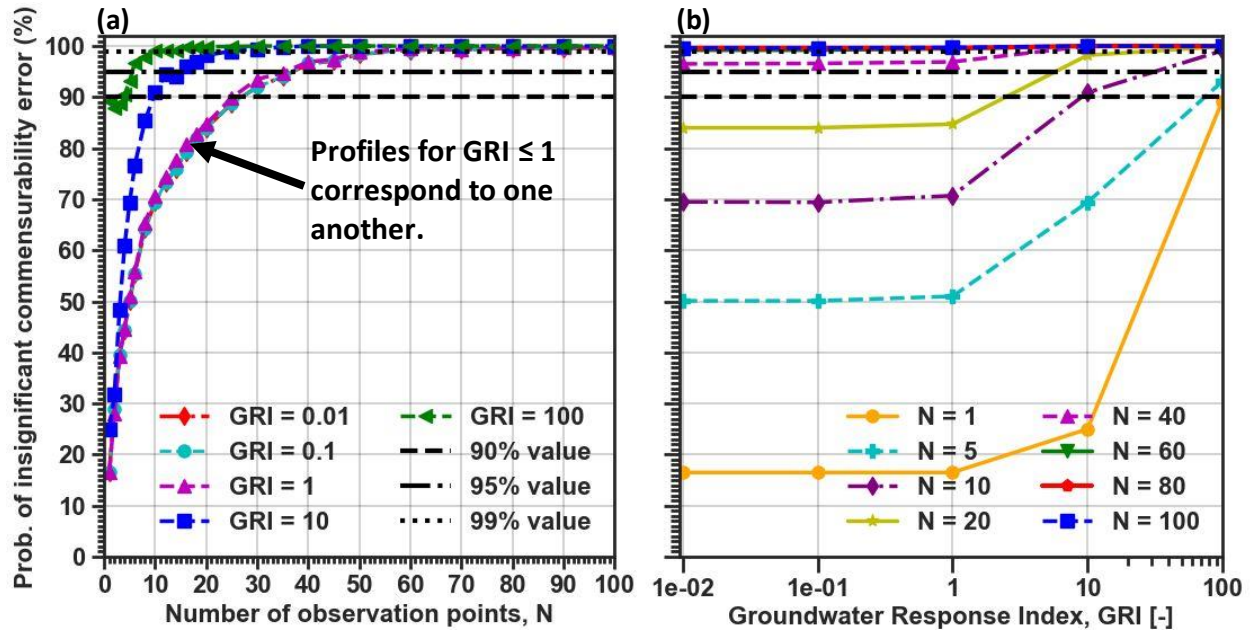 (a)
Prob. of insignificant commensurability error (%)
100
90
80
70
60
50
40
30
20
10
0
Profiles for GRI ≤ 1
correspond to one
another.
GRI = 0.01
GRI = 0.1
GRI = 1
GRI = 10
GRI = 100
90% value
95% value
99% value
0 10 20 30 40 50 60 70 80 90 100
Number of observation points, N
(b)
N = 1
N = 5
N = 10
N = 20
N = 40
N = 60
N = 80
N = 100
1e-02 1e-01 1 10 100
Groundwater Response Index, GRI [-]